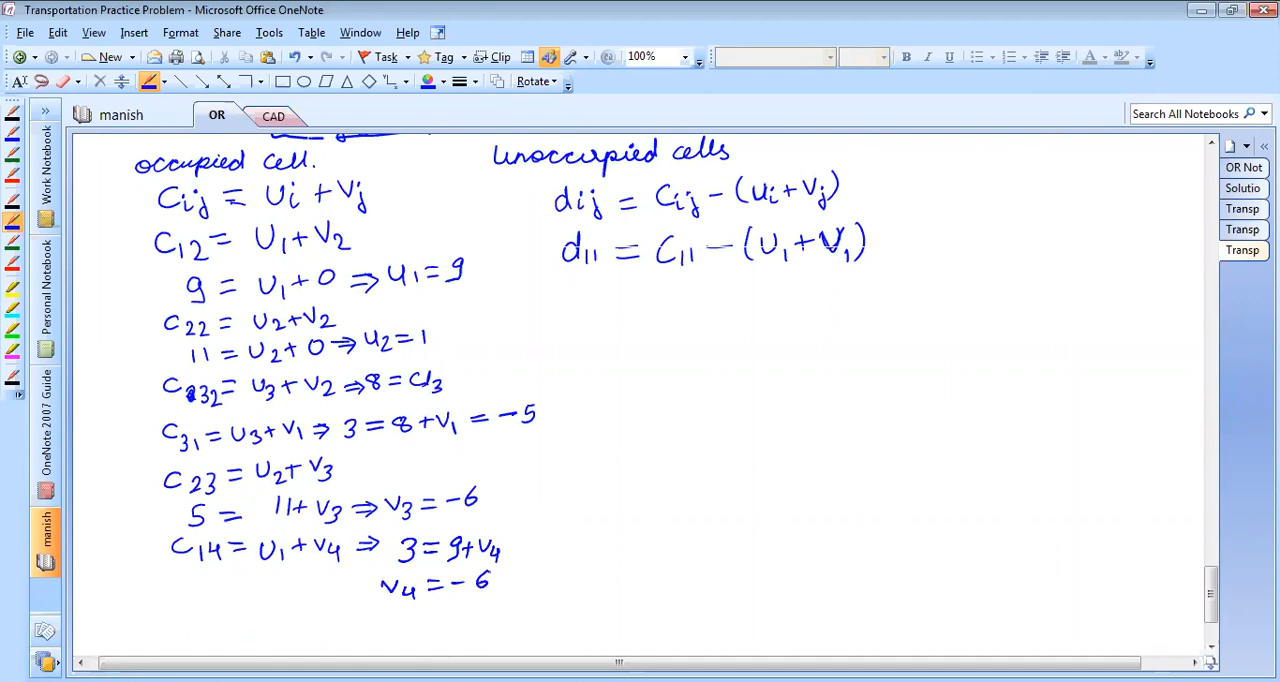 Transportation Practice Problem - Microsoft Office OneNote
File Edit View Insert Format Share Tools Table Window Help
New Task Tag Clip 100%
Rotate
manish OR CAD
Search All Notebooks
Work Notebook
Personal Notebook
OneNote 2007 Guide
manish
OR Not
Solutio
Transp
Transp
Transp
occupied cell.
Cij = Ui + Vj
C12 = U1 + V2
9 = U1 + 0 ⇒ U1 = 9
C22 = U2 + V2
11 = U2 + 0 ⇒ U2 = 1
C32 = U3 + V2 ⇒ 8 = U3
C31 = U3 + V1 ⇒ 3 = 8 + V1 = -5
C23 = U2 + V3
5 = 11 + V3 ⇒ V3 = -6
C14 = U1 + V4 ⇒ 3 = 9 + V4
V4 = -6
Unoccupied cells
dij = Cij - (Ui + Vj)
d11 = C11 - (U1 + V1)